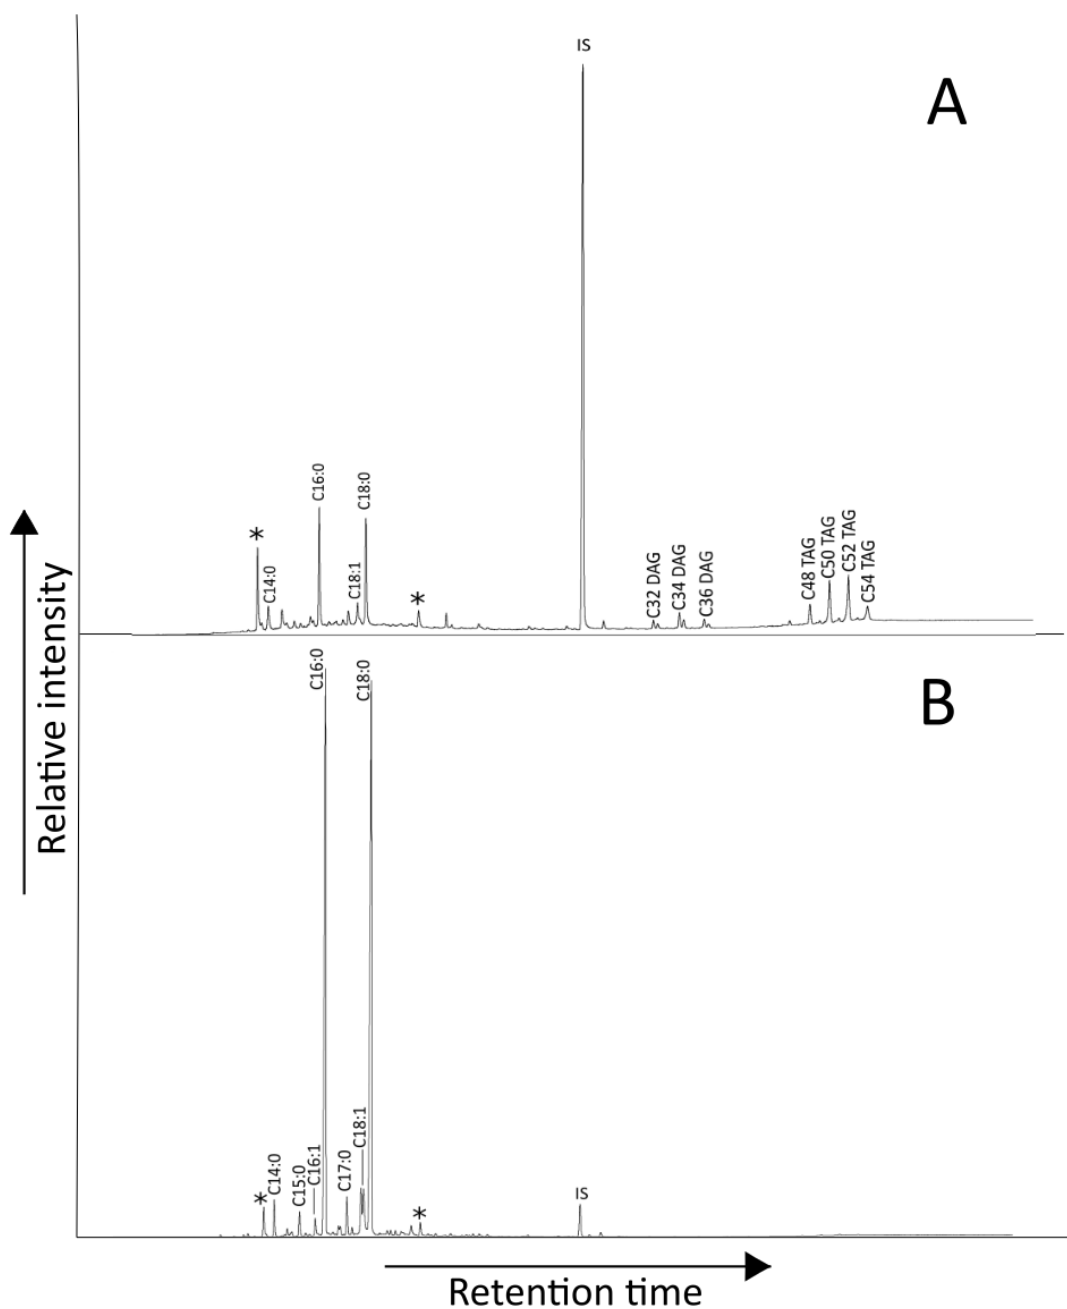 IS
A
*
C14:0
C16:0
C18:1
C18:0
*
C32 DAG
C34 DAG
C36 DAG
C48 TAG
C50 TAG
C52 TAG
C54 TAG
Relative intensity
B
*
C14:0
C15:0
C16:1
C16:0
C17:0
C18:1
C18:0
*
IS
Retention time